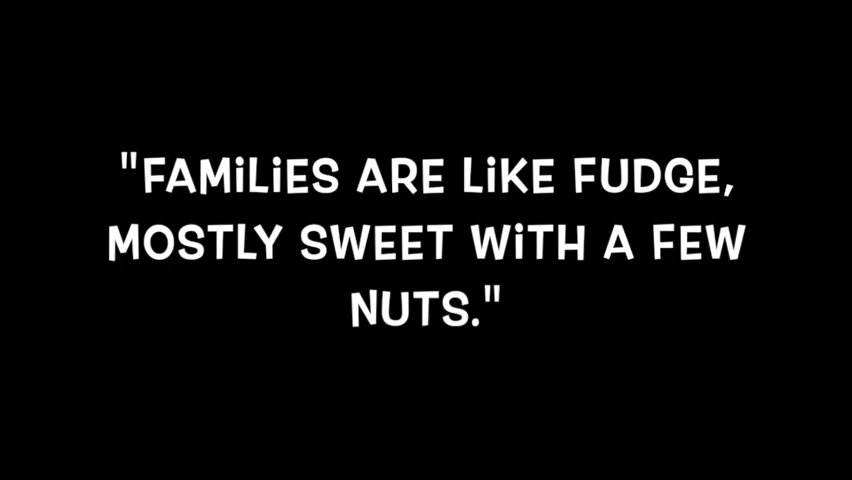 "FAMiLiES ARE LiKE FUDGE,
MOSTLY SWEET WiTH A FEW
NUTS."